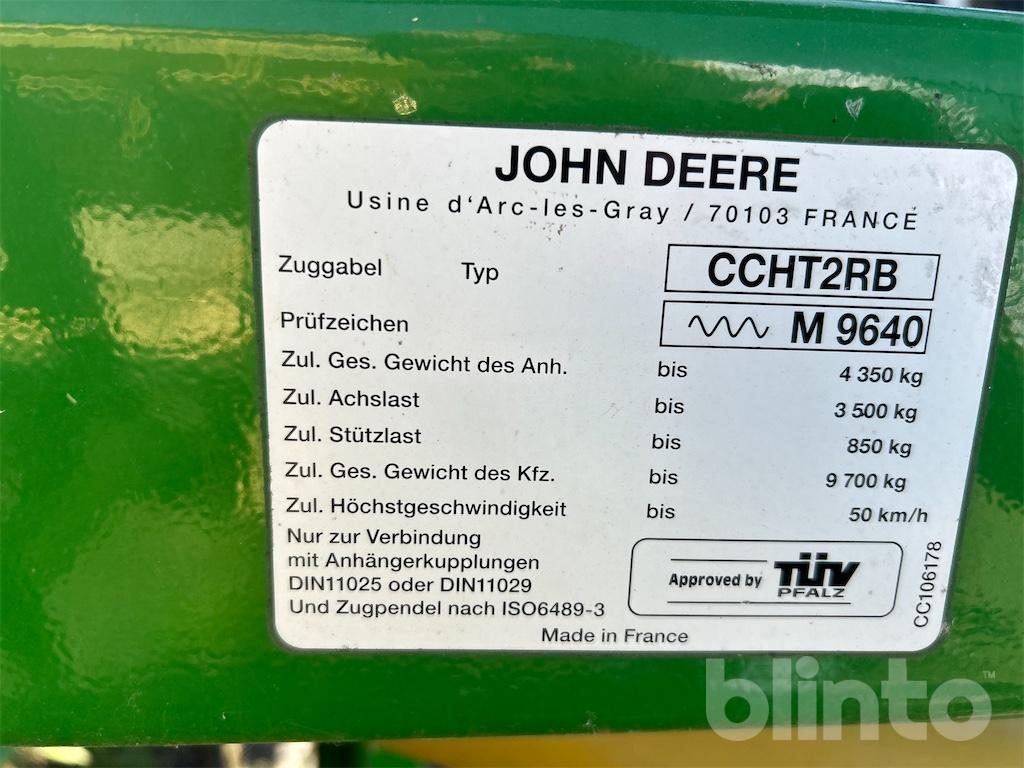 JOHN DEERE
Usine d'Arc-les-Gray / 70103 FRANCE
Zuggabel Typ CCHT2RB
Prüfzeichen M 9640
Zul. Ges. Gewicht des Anh. bis 4 350 kg
Zul. Achslast bis 3 500 kg
Zul. Stützlast bis 850 kg
Zul. Ges. Gewicht des Kfz. bis 9 700 kg
Zul. Höchstgeschwindigkeit bis 50 km/h
Nur zur Verbindung
mit Anhängerkupplungen
DIN11025 oder DIN11029
Und Zugpendel nach ISO6489-3
Approved by TÜV
PFALZ
CC106178
Made in France
blinto™